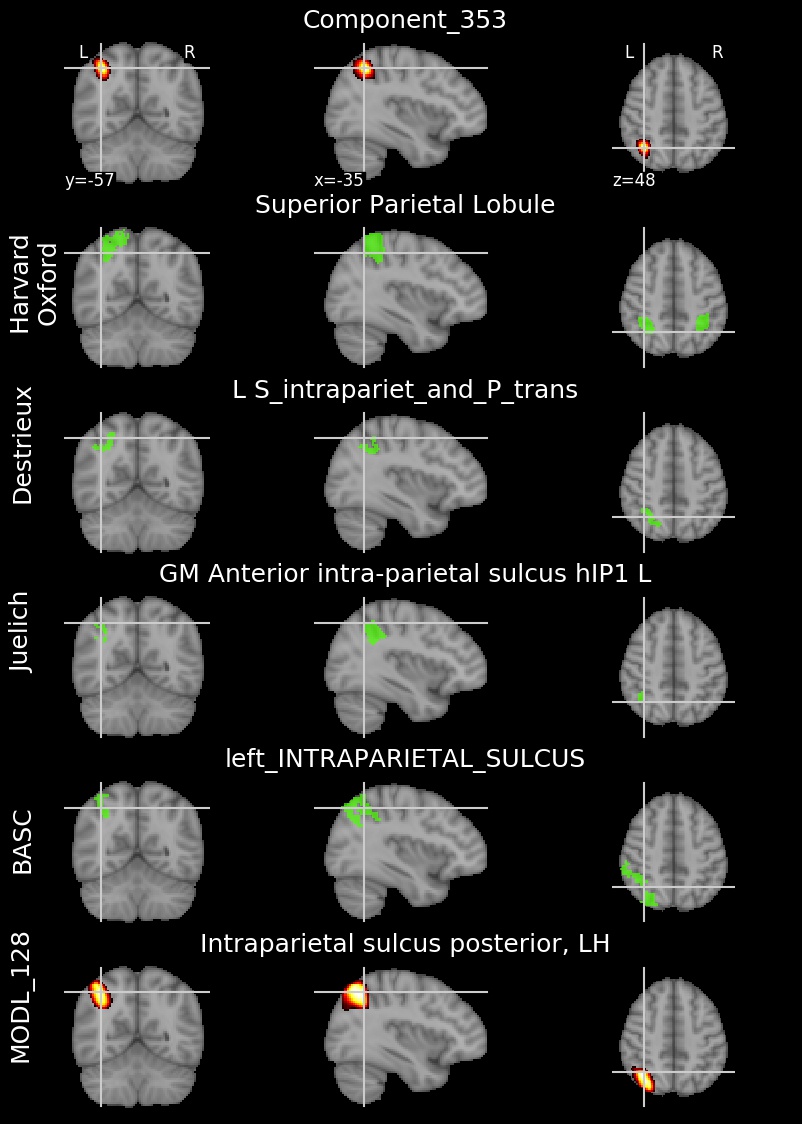 Component_353
L R
L R
y=-57
x=-35
z=48
Superior Parietal Lobule
Harvard
Oxford
L S_intrapariet_and_P_trans
Destrieux
GM Anterior intra-parietal sulcus hIP1 L
Juelich
left_INTRAPARIETAL_SULCUS
BASC
Intraparietal sulcus posterior, LH
MODL_128